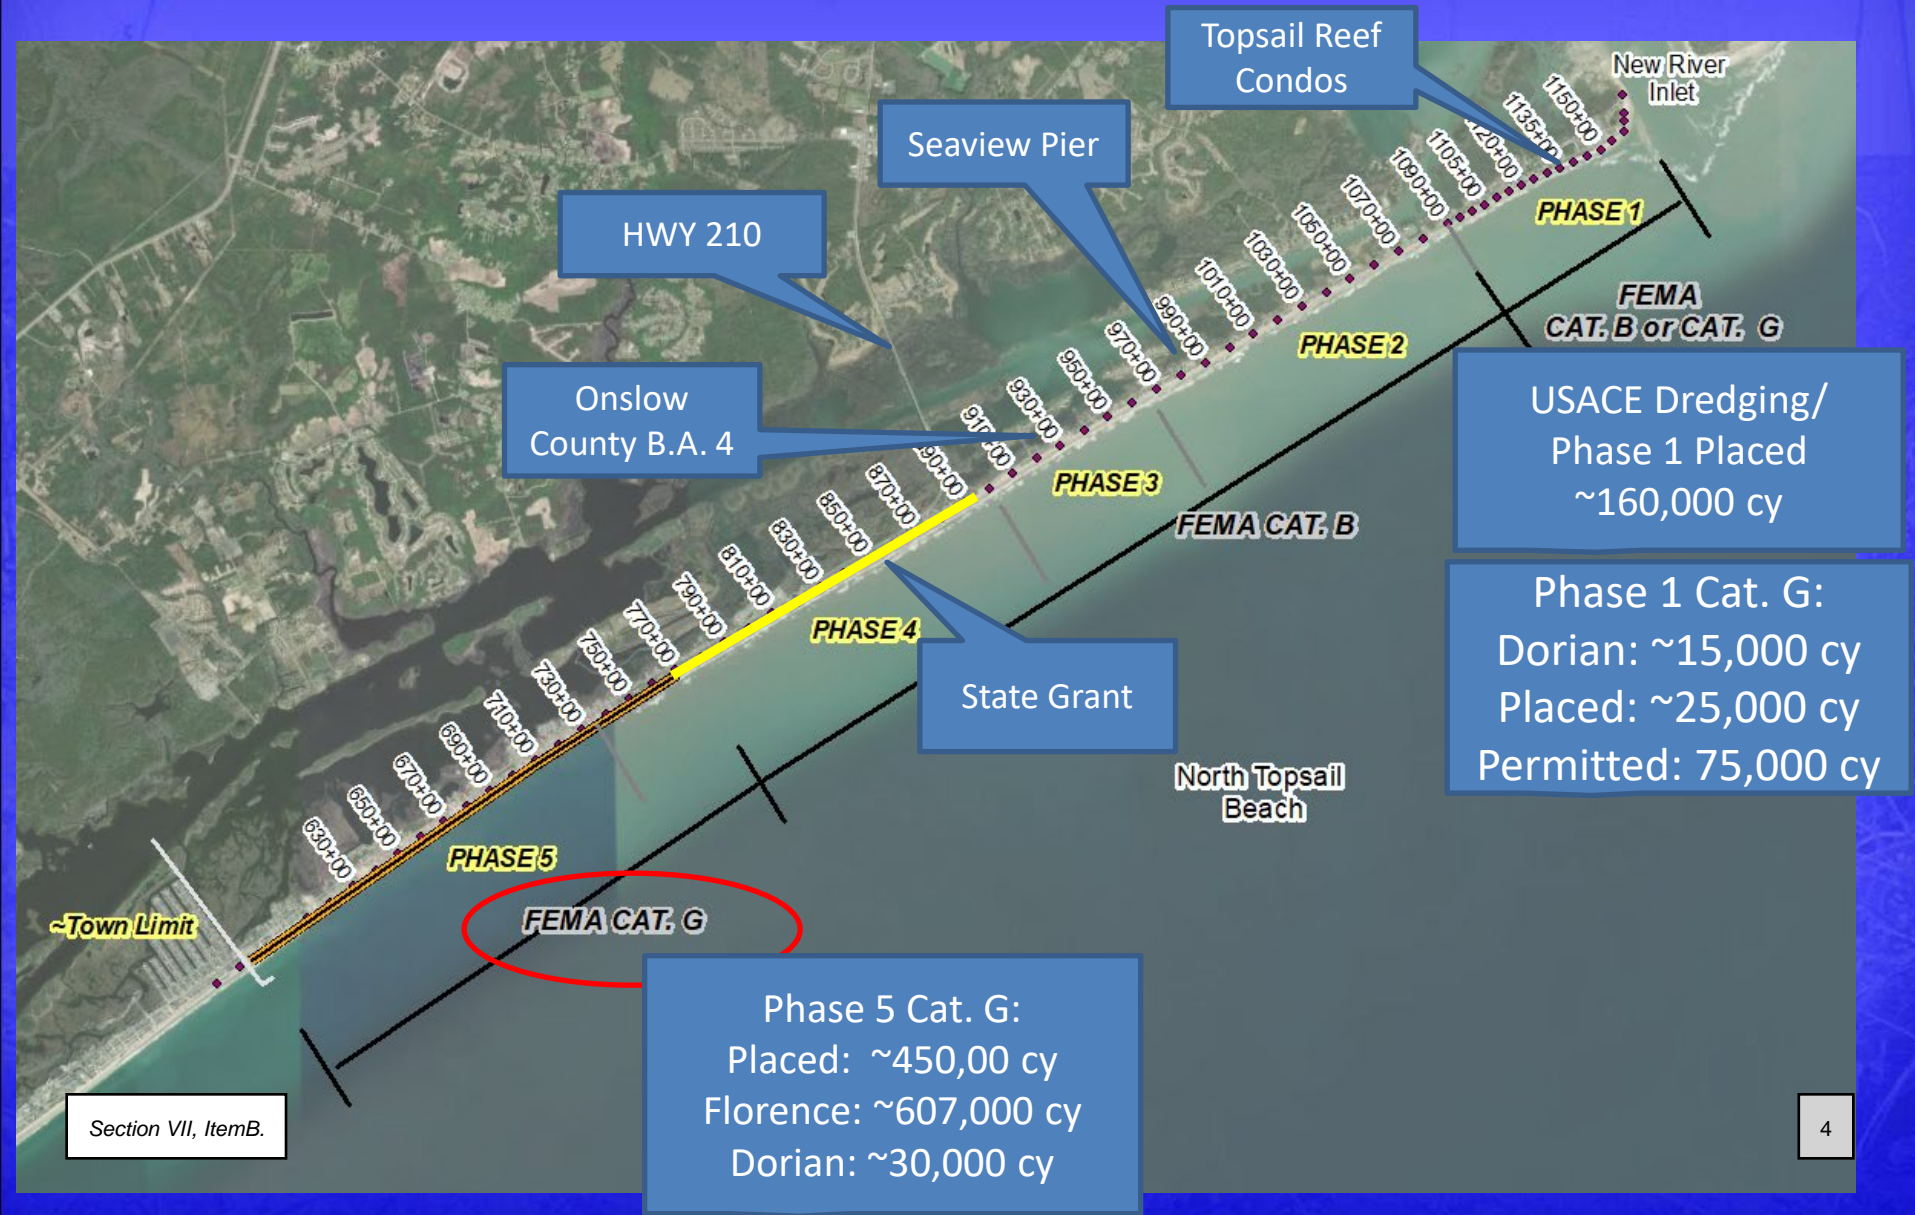 Topsail Reef
Condos
New River
Inlet
Seaview Pier
HWY 210
Onslow
County B.A. 4
1150+00
1135+00
120+00
1105+00
1090+00
1070+00
1050+00
1030+00
1010+00
990+00
970+00
950+00
930+00
910+00
90+00
870+00
850+00
830+00
810+00
790+00
770+00
750+00
730+00
710+00
690+00
670+00
650+00
630+00
PHASE 1
FEMA
CAT. B or CAT. G
PHASE 2
USACE Dredging/
Phase 1 Placed
~160,000 cy
PHASE 3
FEMA CAT. B
Phase 1 Cat. G:
Dorian: ~15,000 cy
Placed: ~25,000 cy
Permitted: 75,000 cy
PHASE 4
State Grant
North Topsail
Beach
PHASE 5
FEMA CAT. G
~Town Limit
Phase 5 Cat. G:
Placed: ~450,00 cy
Florence: ~607,000 cy
Dorian: ~30,000 cy
Section VII, ItemB.
4